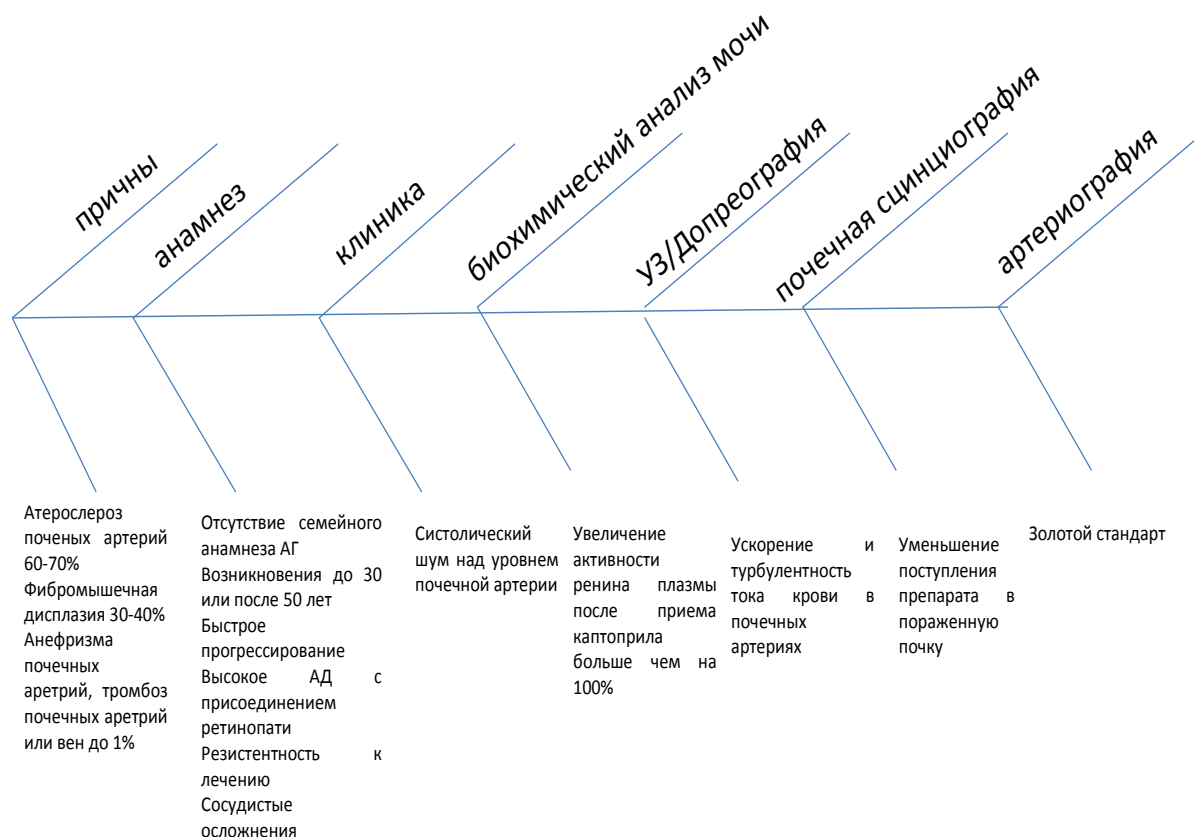 причны
анамнез
клиника
биохимический анализ мочи
УЗ/Допреография
почечная сцинциография
артериография
Атерослероз
поченых артерий
60-70%
Фибромышечная
дисплазия 30-40%
Анефризма
почечных
аретрий, тромбоз
почечных аретрий
или вен до 1%
Отсутствие семейного
анамнеза АГ
Возникновения до 30
или после 50 лет
Быстрое
прогрессирование
Высокое АД с
присоединением
ретинопати
Резистентность к
лечению
Сосудистые
осложнения
Систолический
шум над уровнем
почечной артерии
Увеличение
активности
ренина плазмы
после приема
каптоприла
больше чем на
100%
Ускорение и
турбулентность
тока крови в
почечных
артериях
Уменьшение
поступления
препарата в
пораженную
почку
Золотой стандарт